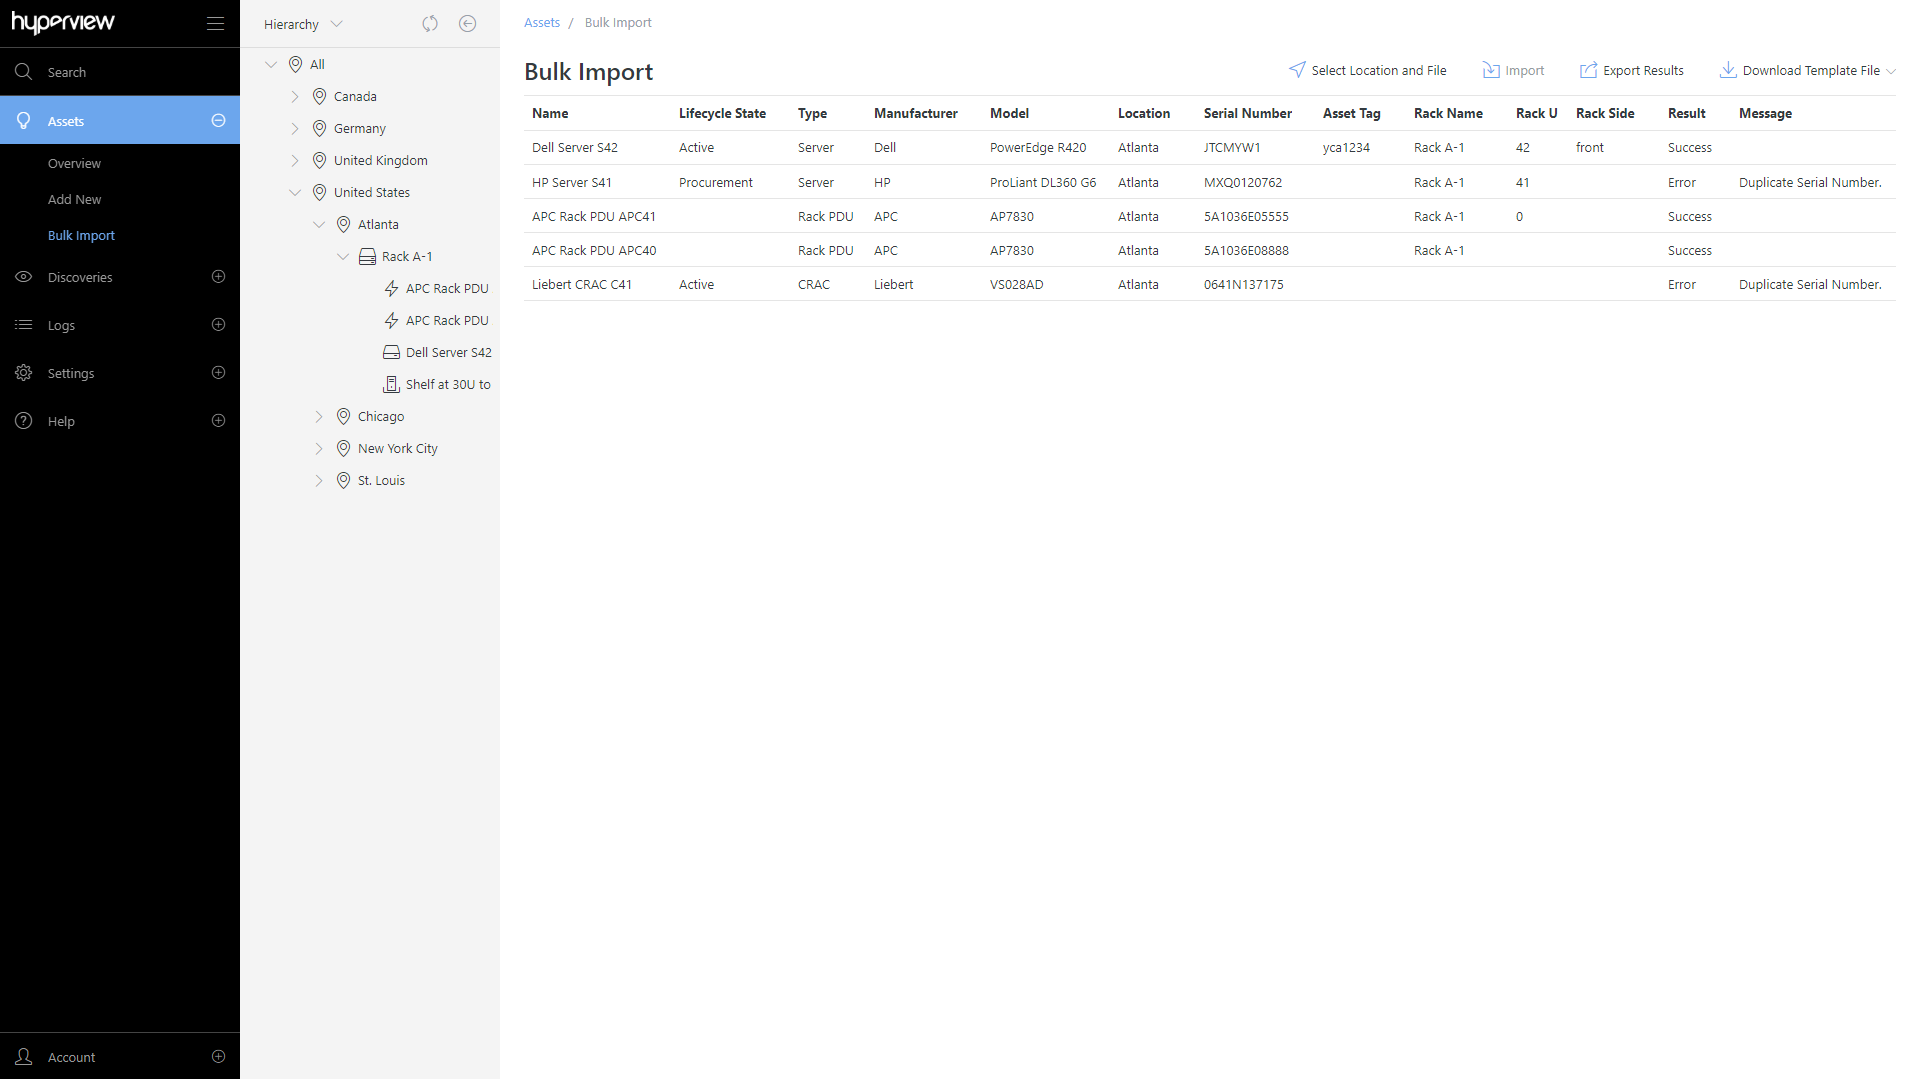 hyperview
Search
Assets
Overview
Add New
Bulk Import
Discoveries
Logs
Settings
Help
Account
Hierarchy
All
Canada
Germany
United Kingdom
United States
Atlanta
Rack A-1
APC Rack PDU
APC Rack PDU
Dell Server S42
Shelf at 30U to
Chicago
New York City
St. Louis
Assets / Bulk Import
Bulk Import
Select Location and File Import Export Results Download Template File
Name Lifecycle State Type Manufacturer Model Location Serial Number Asset Tag Rack Name Rack U Rack Side Result Message
Dell Server S42 Active Server Dell PowerEdge R420 Atlanta JTCMYW1 yca1234 Rack A-1 42 front Success
HP Server S41 Procurement Server HP ProLiant DL360 G6 Atlanta MXQ0120762 Rack A-1 41 Error Duplicate Serial Number.
APC Rack PDU APC41 Rack PDU APC AP7830 Atlanta 5A1036E05555 Rack A-1 0 Success
APC Rack PDU APC40 Rack PDU APC AP7830 Atlanta 5A1036E08888 Rack A-1 Success
Liebert CRAC C41 Active CRAC Liebert VS028AD Atlanta 0641N137175 Error Duplicate Serial Number.